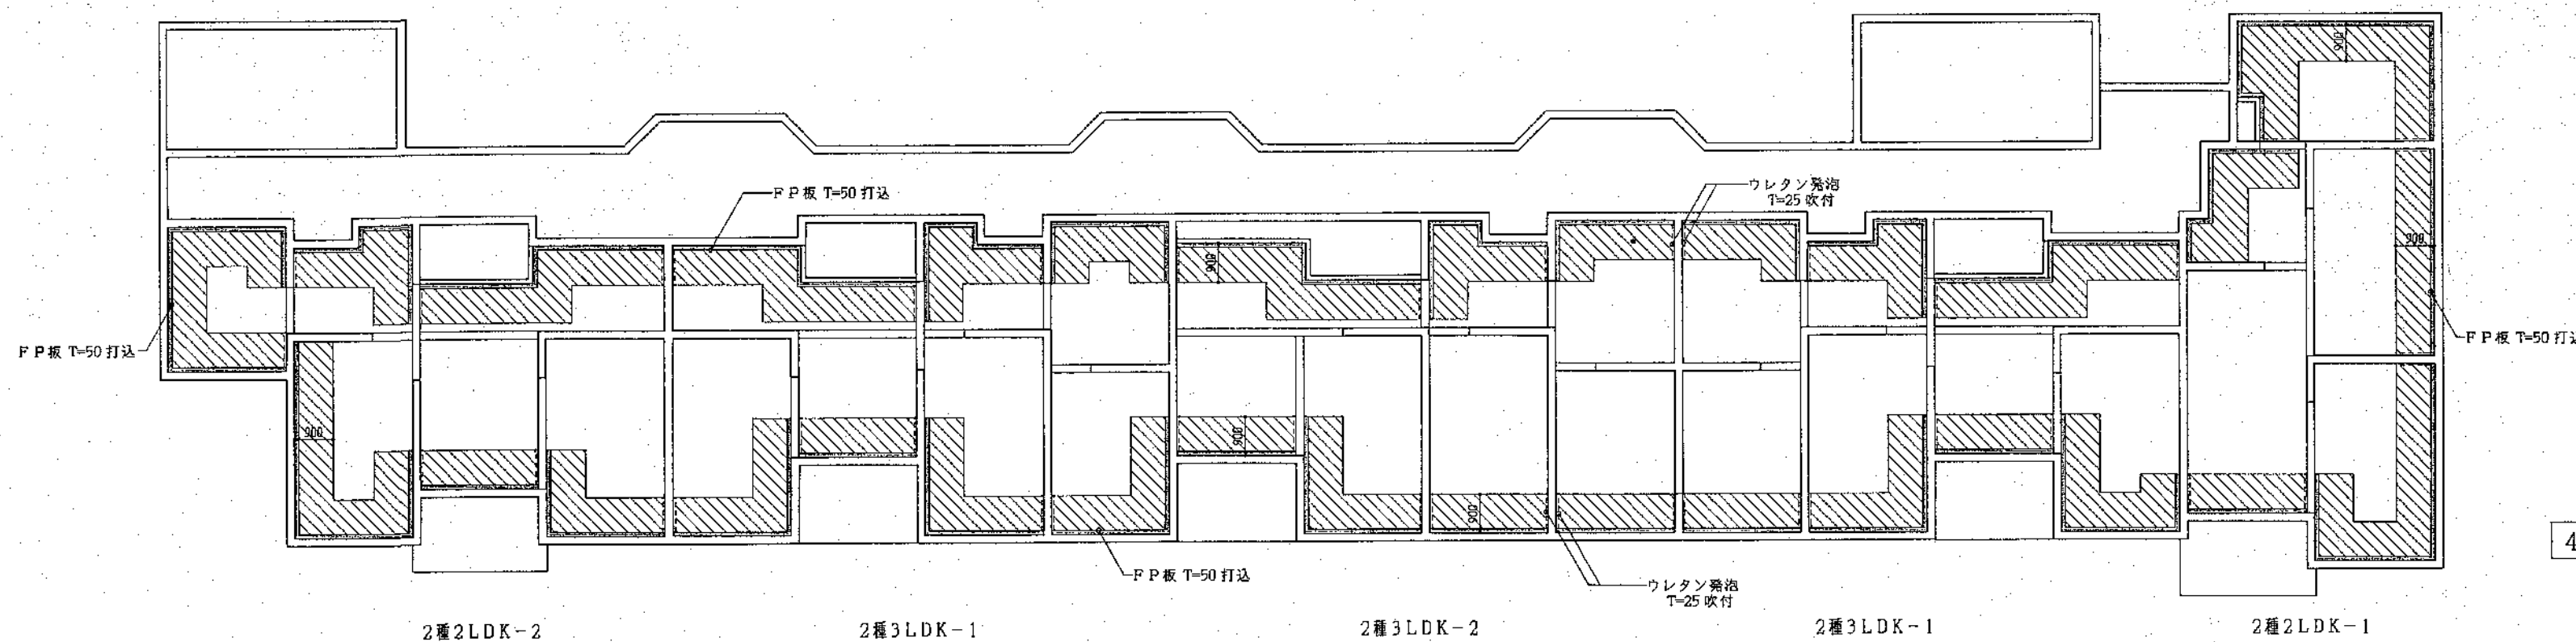 900
FP板 T=50 打込
ウレタン発泡
T=25 吹付
900
900
FP板 T=50 打込
FP板 T=50 打込
900
900
900
FP板 T=50 打込
ウレタン発泡
T=25 吹付
4
2種2LDK-2
2種3LDK-1
2種3LDK-2
2種3LDK-1
2種2LDK-1